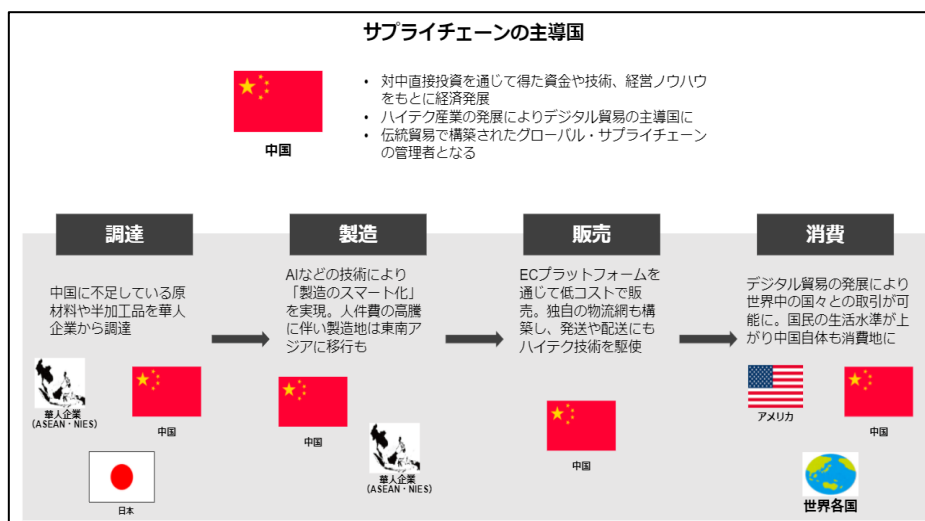 サプライチェーンの主導国
• 対中直接投資を通じて得た資金や技術、経営ノウハウ
をもとに経済発展
• ハイテク産業の発展によりデジタル貿易の主導国に
• 伝統貿易で構築されたグローバル・サプライチェーン
の管理者となる
中国
調達
中国に不足している原
材料や半加工品を華人
企業から調達
華人企業
(ASEAN・NIES)
中国
日本
製造
AIなどの技術により
「製造のスマート化」
を実現。人件費の高騰
に伴い製造地は東南ア
ジアに移行も
中国
華人企業
(ASEAN・NIES)
販売
ECプラットフォームを
通じて低コストで販
売。独自の物流網も構
築し、発送や配送にも
ハイテク技術を駆使
中国
消費
デジタル貿易の発展により
世界中の国々との取引が可
能に。国民の生活水準が上
がり中国自体も消費地に
アメリカ
中国
世界各国